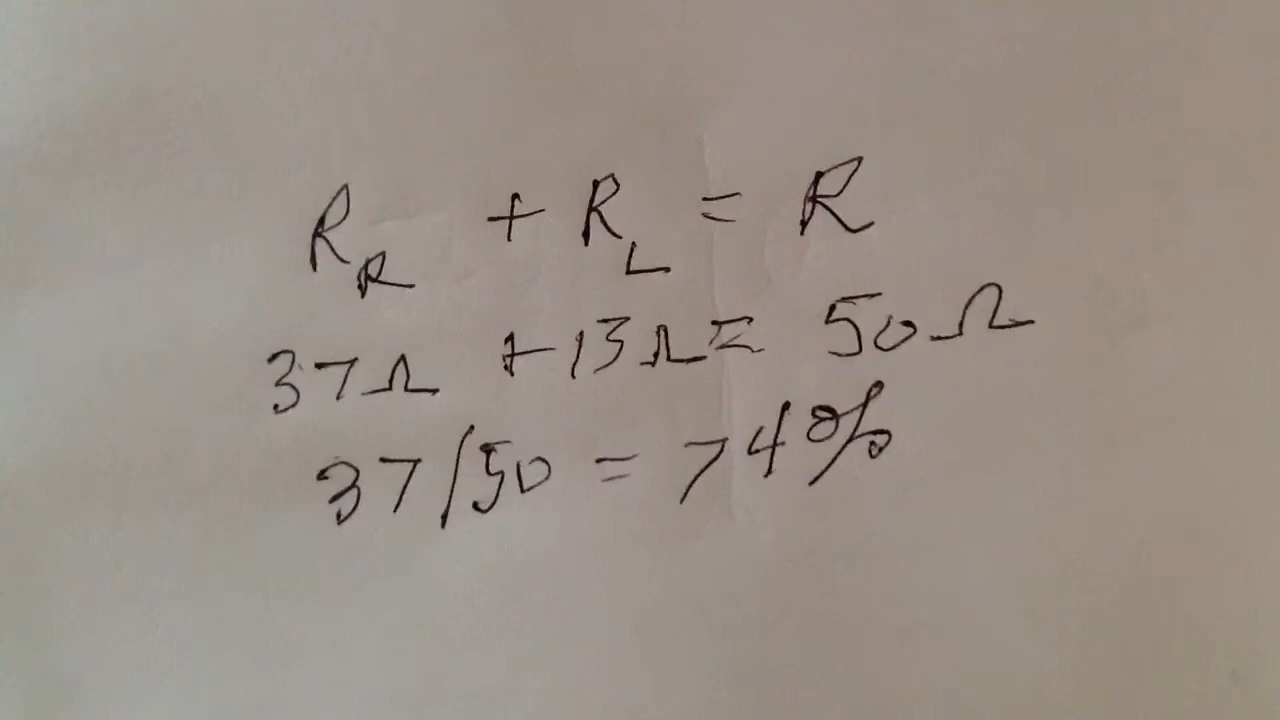 R_R + R_L = R
37Ω + 13Ω = 50Ω
37/50 = 74%